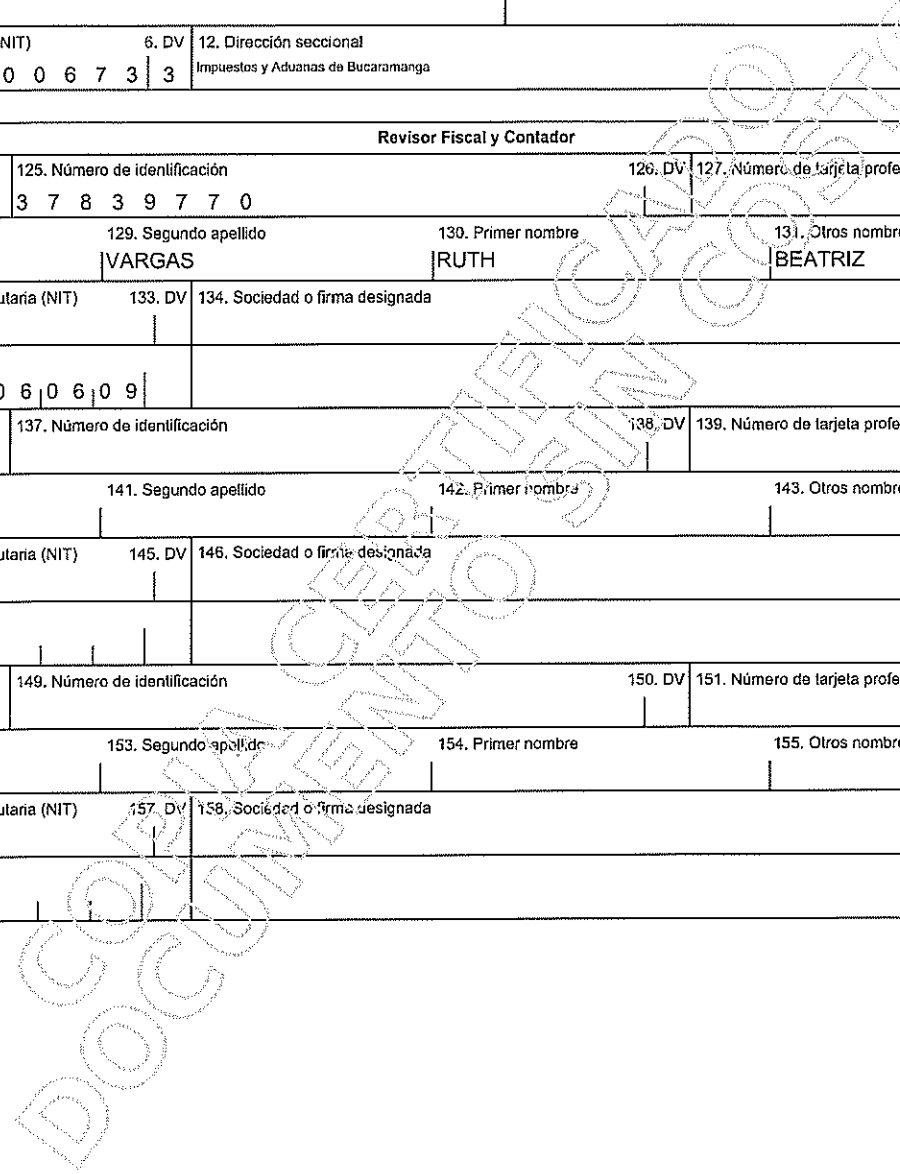 NIT) 6. DV 12. Dirección seccional
0 0 6 7 3 3 Impuestos y Aduanas de Bucaramanga
Revisor Fiscal y Contador
125. Número de identificación 126. DV 127. Número de tarjeta profe
3 7 8 3 9 7 7 0
129. Segundo apellido 130. Primer nombre 131. Otros nombre
VARGAS RUTH BEATRIZ
utaria (NIT) 133. DV 134. Sociedad o firma designada
0 6 0 6 0 9
137. Número de identificación 138. DV 139. Número de tarjeta profe
141. Segundo apellido 142. Primer nombre 143. Otros nombre
utaria (NIT) 145. DV 146. Sociedad o firma designada
149. Número de identificación 150. DV 151. Número de tarjeta profe
153. Segundo apellido 154. Primer nombre 155. Otros nombre
utaria (NIT) 157. DV 158. Sociedad o firma designada
COPIA CERTIFICADO
DOCUMENTO SIN COSTO